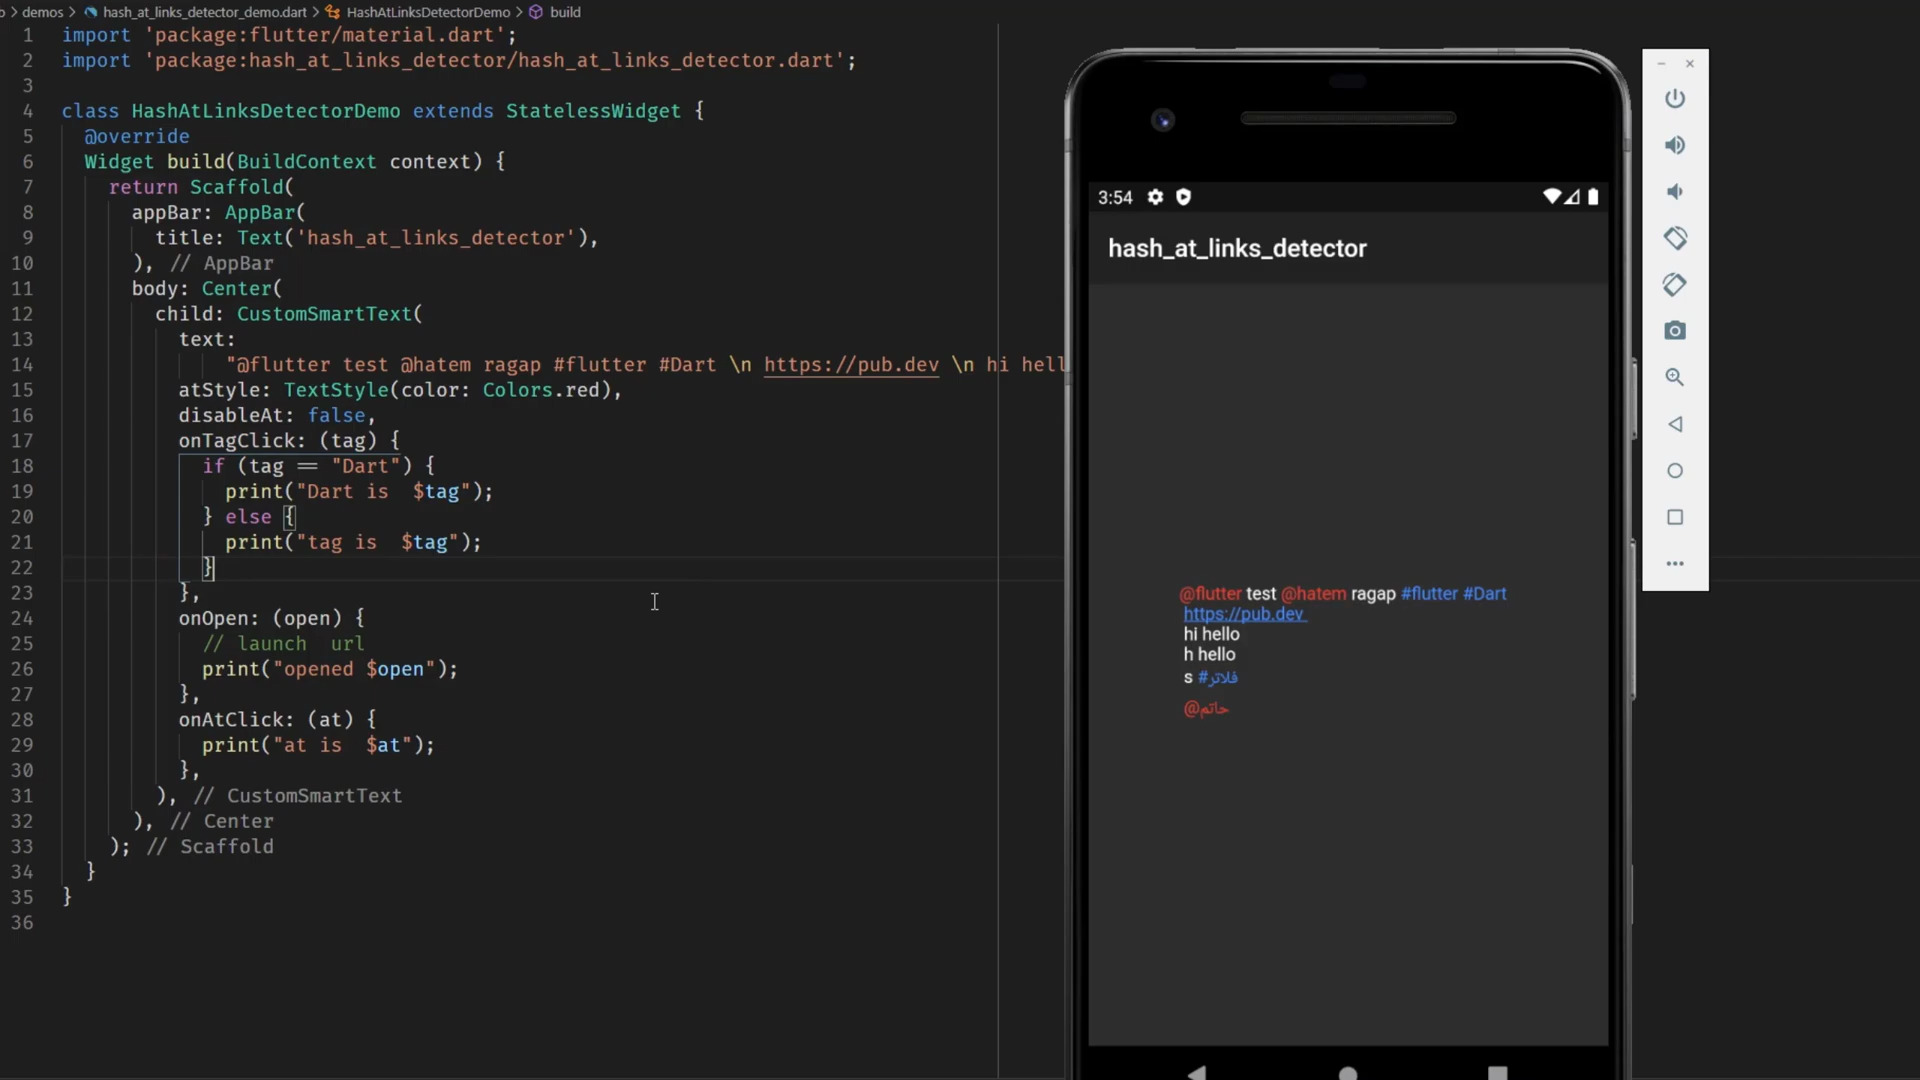 demos > hash_at_links_detector_demo.dart > HashAtLinksDetectorDemo > build
1 import 'package:flutter/material.dart';
2 import 'package:hash_at_links_detector/hash_at_links_detector.dart';
3
4 class HashAtLinksDetectorDemo extends StatelessWidget {
5 @override
6 Widget build(BuildContext context) {
7 return Scaffold(
8 appBar: AppBar(
9 title: Text('hash_at_links_detector'),
10 ), // AppBar
11 body: Center(
12 child: CustomSmartText(
13 text:
14 "@flutter test @hatem ragap #flutter #Dart \n https://pub.dev \n hi hell
15 atStyle: TextStyle(color: Colors.red),
16 disableAt: false,
17 onTagClick: (tag) {
18 if (tag == "Dart") {
19 print("Dart is  $tag");
20 } else {
21 print("tag is  $tag");
22 }
23 },
24 onOpen: (open) {
25 // launch  url
26 print("opened $open");
27 },
28 onAtClick: (at) {
29 print("at is  $at");
30 },
31 ), // CustomSmartText
32 ), // Center
33 ); // Scaffold
34 }
35 }
36
3:54
hash_at_links_detector
@flutter test @hatem ragap #flutter #Dart
https://pub.dev
hi hello
h hello
s #فلاتر
@حاتم